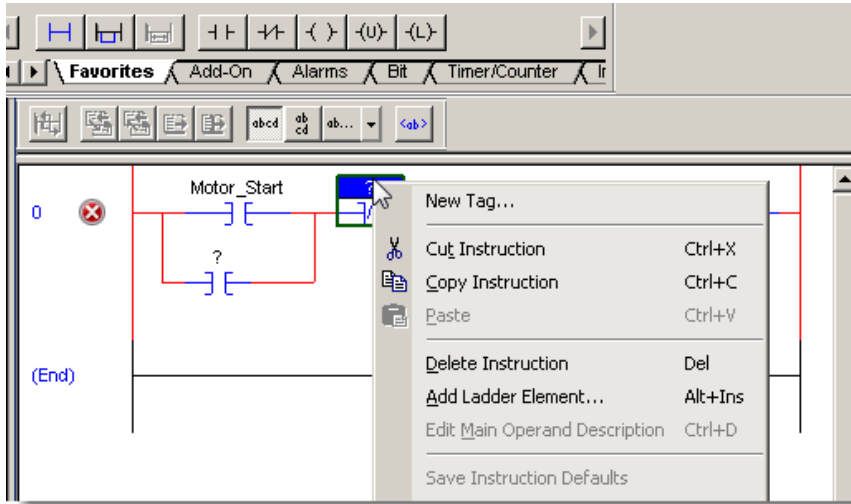 (U) (L)
Favorites Add-On Alarms Bit Timer/Counter
abcd ab cd ab... <ab>
Motor_Start ?
0
?
(End)
New Tag...
Cut Instruction Ctrl+X
Copy Instruction Ctrl+C
Paste Ctrl+V
Delete Instruction Del
Add Ladder Element... Alt+Ins
Edit Main Operand Description Ctrl+D
Save Instruction Defaults